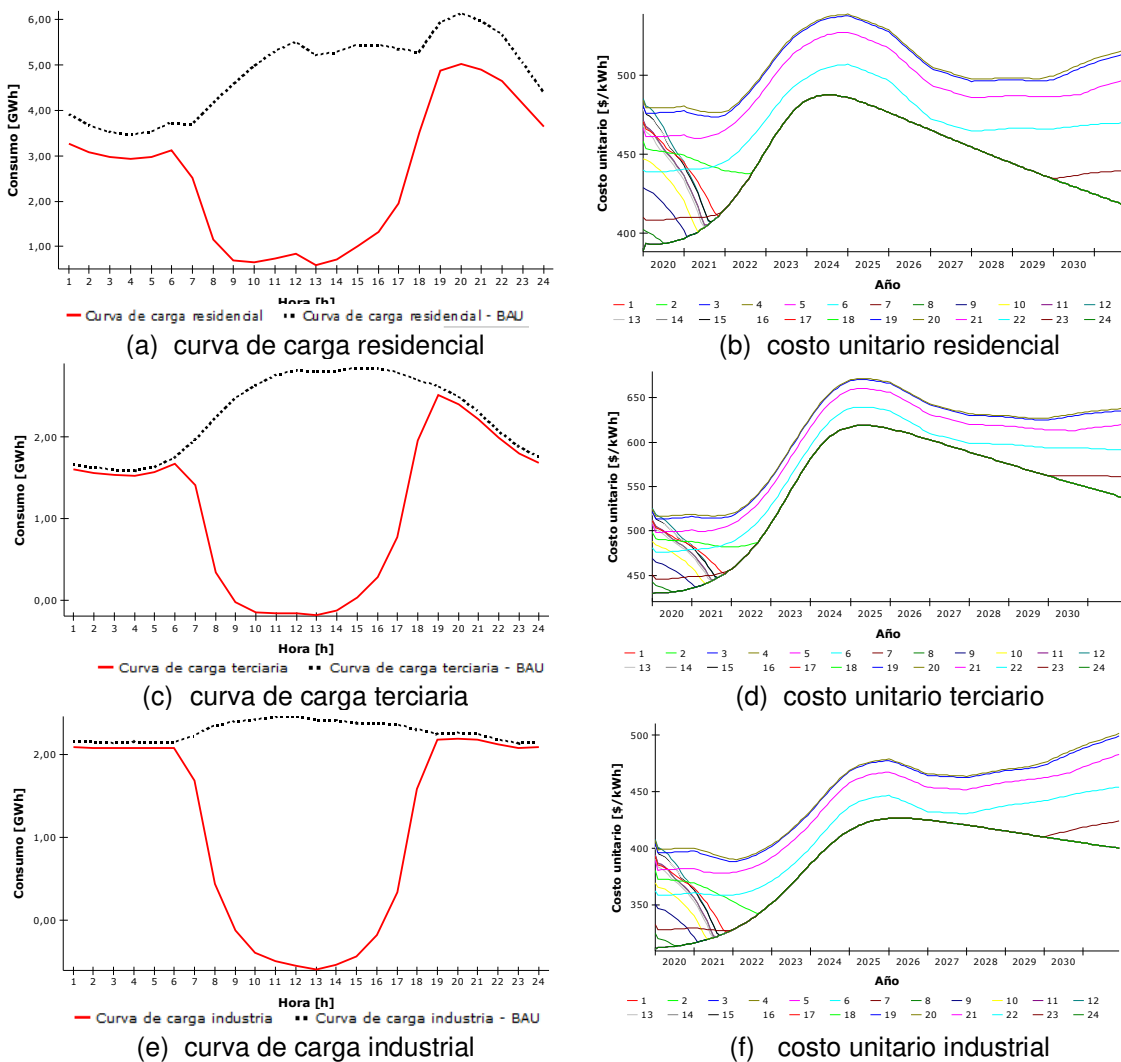 6,00
5,00
4,00
3,00
2,00
1,00
Consumo [GWh]
1 2 3 4 5 6 7 8 9 10 11 12 13 14 15 16 17 18 19 20 21 22 23 24
Hora [h]
Curva de carga residencial Curva de carga residencial - BAU
(a) curva de carga residencial
500
450
400
Costo unitario [$/kWh]
2020 2021 2022 2023 2024 2025 2026 2027 2028 2029 2030
Año
1 2 3 4 5 6 7 8 9 10 11 12
13 14 15 16 17 18 19 20 21 22 23 24
(b) costo unitario residencial
2,00
1,00
0,00
Consumo [GWh]
1 2 3 4 5 6 7 8 9 10 11 12 13 14 15 16 17 18 19 20 21 22 23 24
Hora [h]
Curva de carga terciaria Curva de carga terciaria - BAU
(c) curva de carga terciaria
650
600
550
500
450
Costo unitario [$/kWh]
2020 2021 2022 2023 2024 2025 2026 2027 2028 2029 2030
Año
1 2 3 4 5 6 7 8 9 10 11 12
13 14 15 16 17 18 19 20 21 22 23 24
(d) costo unitario terciario
2,00
1,00
0,00
Consumo [GWh]
1 2 3 4 5 6 7 8 9 10 11 12 13 14 15 16 17 18 19 20 21 22 23 24
Hora [h]
Curva de carga industria Curva de carga industria - BAU
(e) curva de carga industrial
500
450
400
350
Costo unitario [$/kWh]
2020 2021 2022 2023 2024 2025 2026 2027 2028 2029 2030
Año
1 2 3 4 5 6 7 8 9 10 11 12
13 14 15 16 17 18 19 20 21 22 23 24
(f) costo unitario industrial